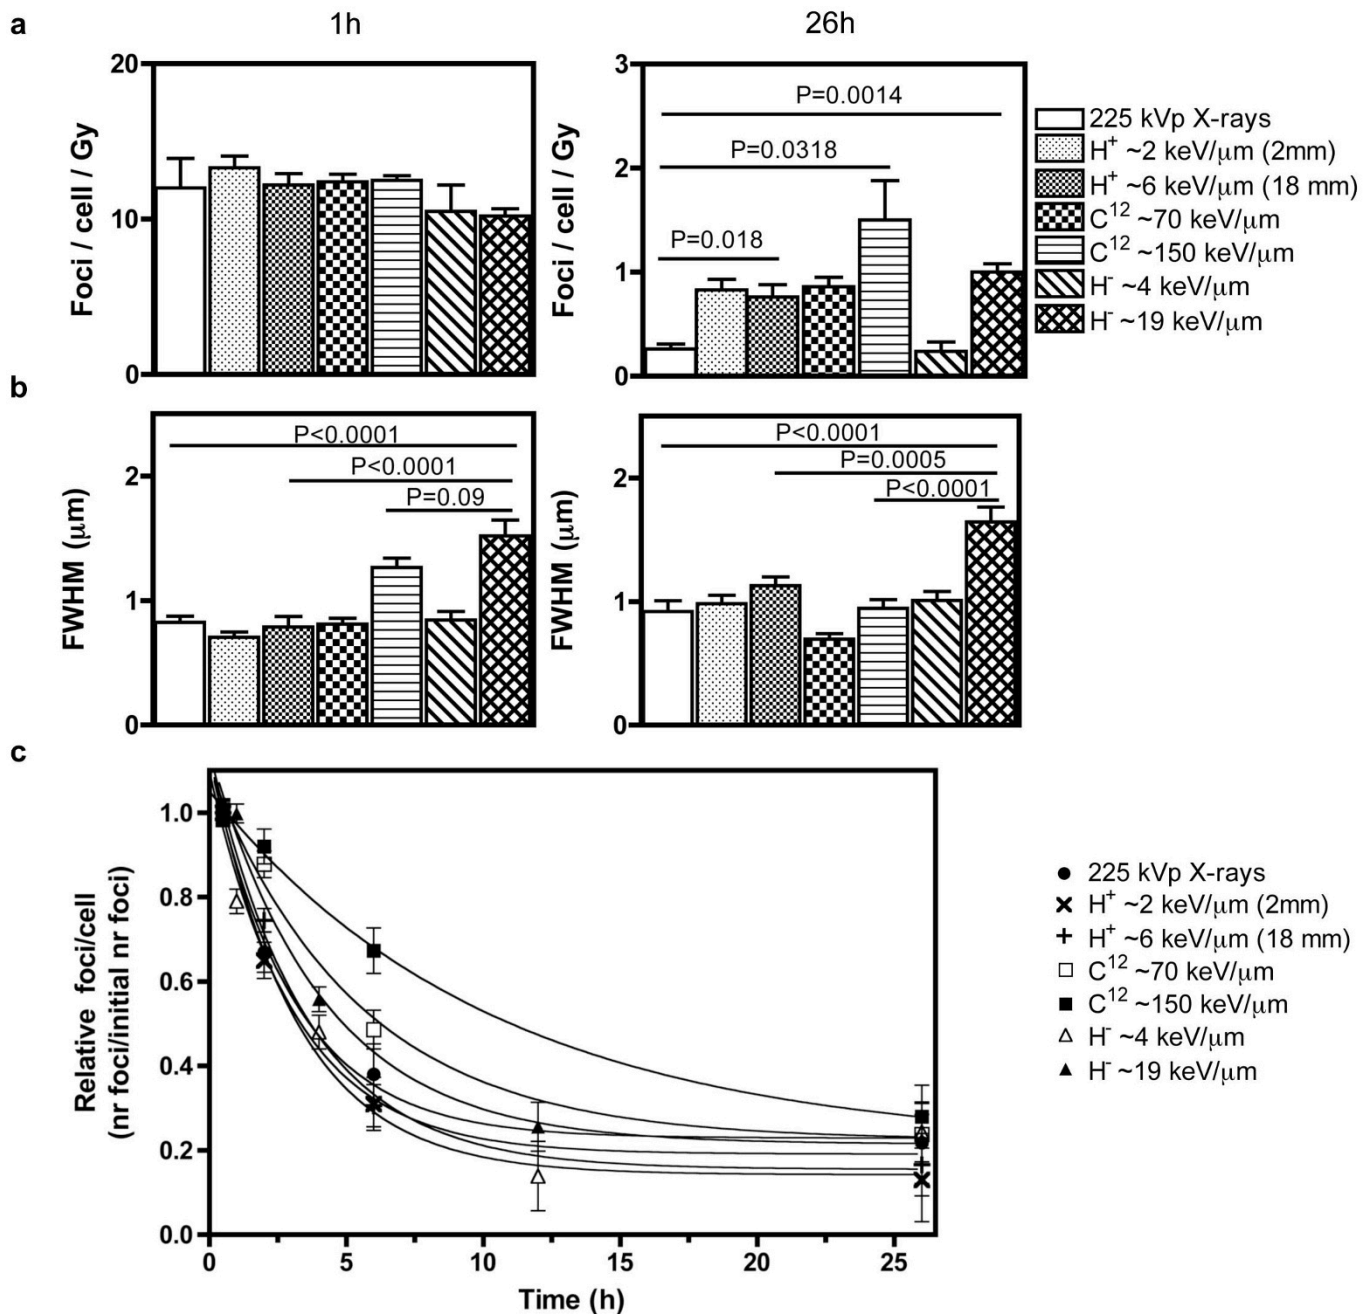 a
1h
26h
20
10
0
Foci / cell / Gy
3
2
1
0
Foci / cell / Gy
P=0.0014
P=0.0318
P=0.018
225 kVp X-rays
H⁺ ~2 keV/μm (2mm)
H⁺ ~6 keV/μm (18 mm)
C¹² ~70 keV/μm
C¹² ~150 keV/μm
H⁻ ~4 keV/μm
H⁻ ~19 keV/μm
b
2
1
0
FWHM (μm)
P<0.0001
P<0.0001
P=0.09
2
1
0
FWHM (μm)
P<0.0001
P=0.0005
P<0.0001
c
1.0
0.8
0.6
0.4
0.2
0.0
Relative foci/cell
(nr foci/initial nr foci)
0 5 10 15 20 25
Time (h)
225 kVp X-rays
H⁺ ~2 keV/μm (2mm)
H⁺ ~6 keV/μm (18 mm)
C¹² ~70 keV/μm
C¹² ~150 keV/μm
H⁻ ~4 keV/μm
H⁻ ~19 keV/μm